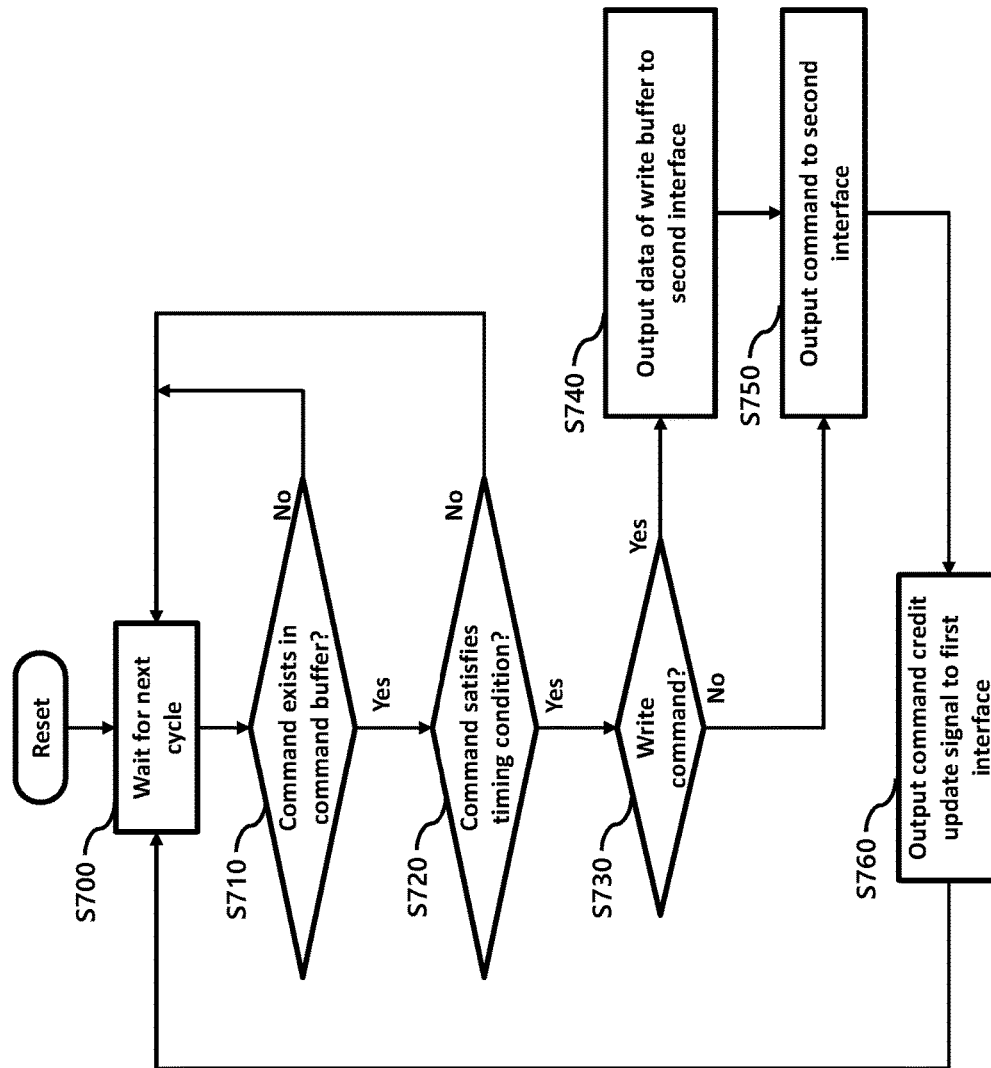 Reset
S700
Wait for next
cycle
S710
Command exists in
command buffer?
No
Yes
S720
Command satisfies
timing condition?
No
Yes
S730
Write
command?
Yes
No
S740
Output data of write buffer to
second interface
S750
Output command to second
interface
S760
Output command credit
update signal to first
interface